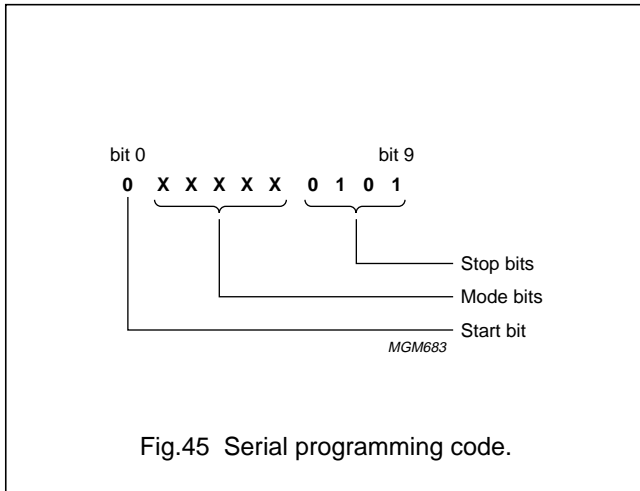 bit 0 bit 9
0 X X X X X 0 1 0 1
Stop bits
Mode bits
Start bit
MGM683
Fig.45 Serial programming code.